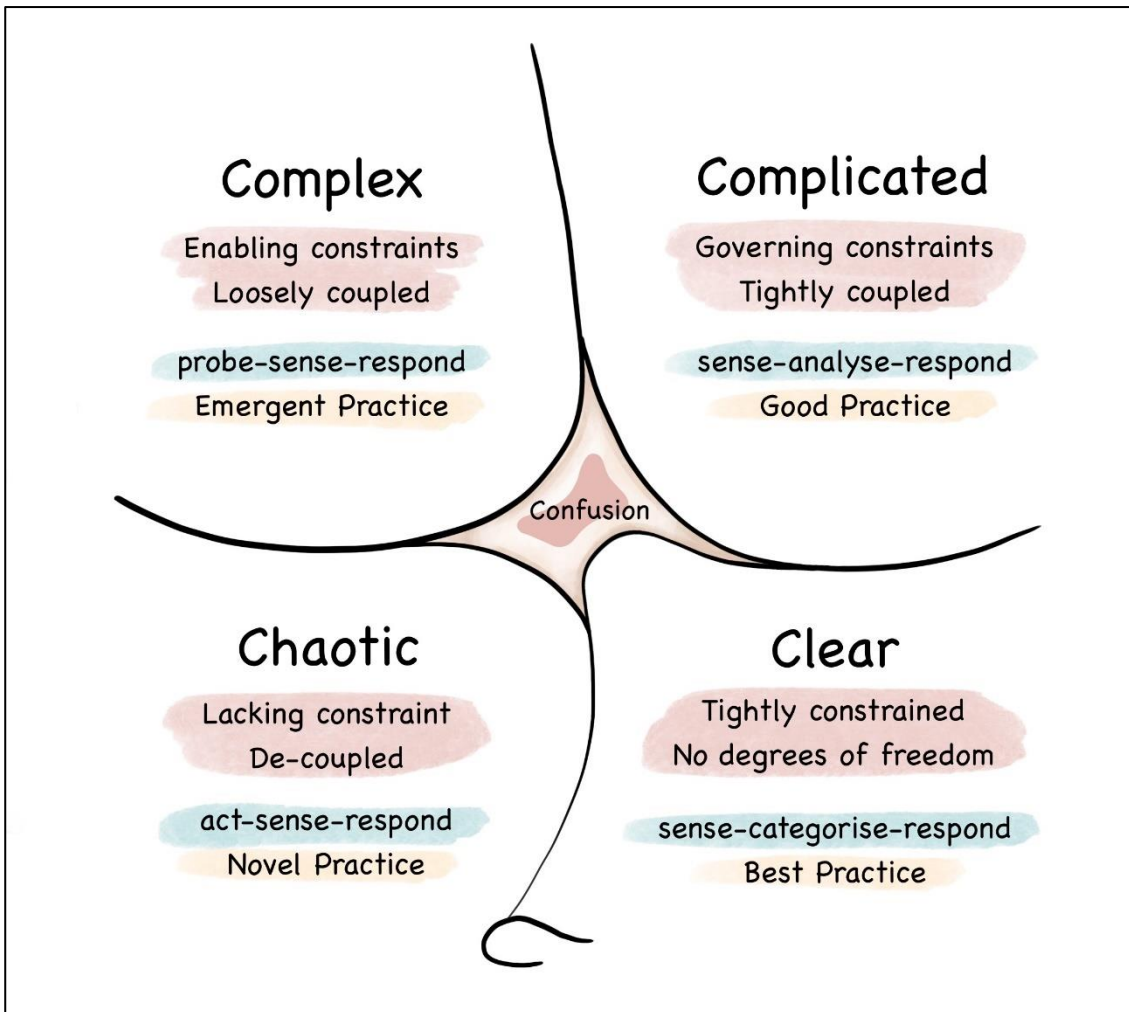 Complex
Enabling constraints
Loosely coupled
probe-sense-respond
Emergent Practice
Complicated
Governing constraints
Tightly coupled
sense-analyse-respond
Good Practice
Confusion
Chaotic
Lacking constraint
De-coupled
act-sense-respond
Novel Practice
Clear
Tightly constrained
No degrees of freedom
sense-categorise-respond
Best Practice